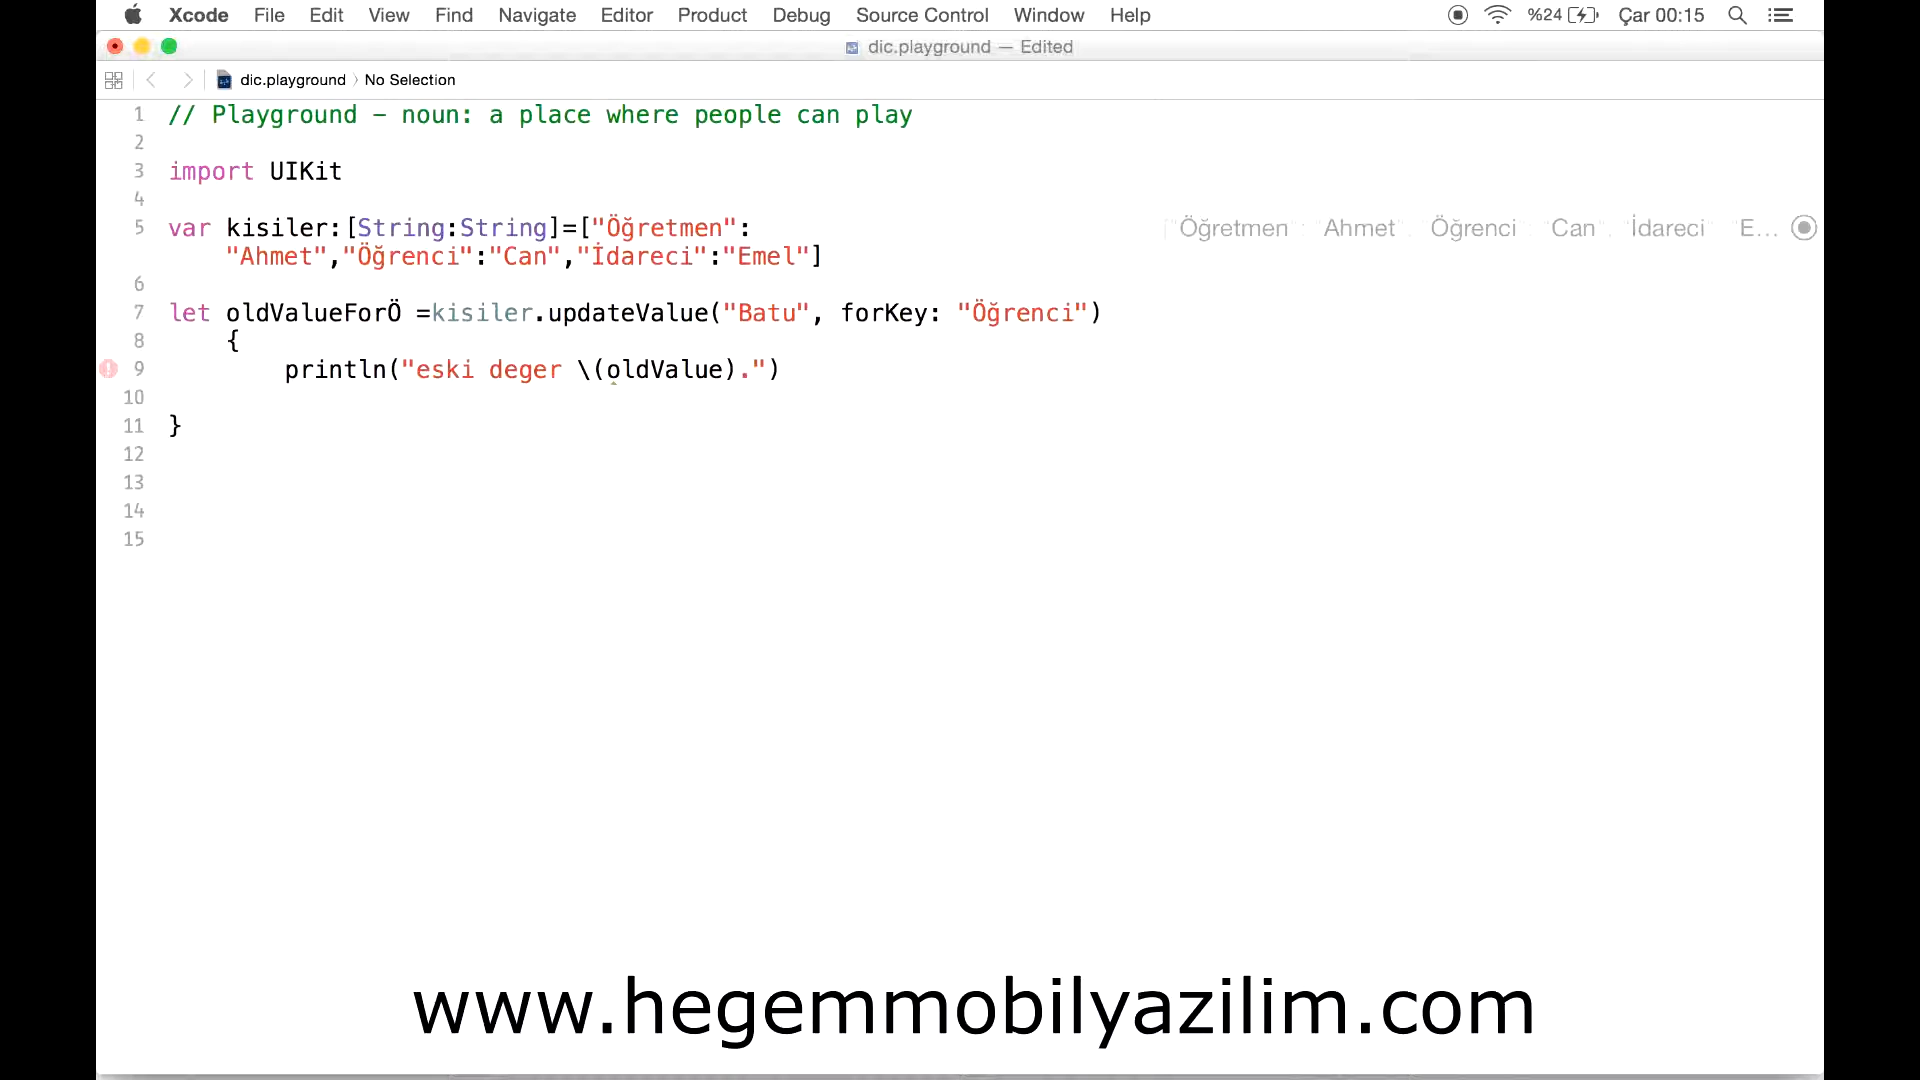 Xcode File Edit View Find Navigate Editor Product Debug Source Control Window Help %24 Çar 00:15
dic.playground — Edited
dic.playground 〉 No Selection
1 // Playground - noun: a place where people can play
2
3 import UIKit
4
5 var kisiler:[String:String]=["Öğretmen": "Öğretmen": "Ahmet", "Öğrenci": "Can", "İdareci": "E...
"Ahmet","Öğrenci":"Can","İdareci":"Emel"]
6
7 let oldValueForÖ =kisiler.updateValue("Batu", forKey: "Öğrenci")
8 {
9 println("eski deger \(oldValue).")
10
11 }
12
13
14
15
www.hegemmobilyazilim.com